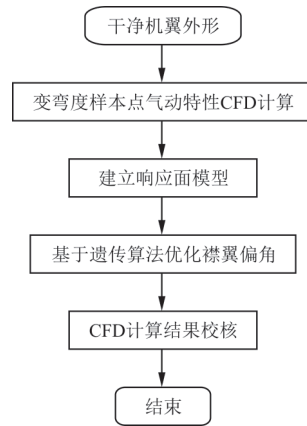 干净机翼外形
变弯度样本点气动特性CFD计算
建立响应面模型
基于遗传算法优化襟翼偏角
CFD计算结果校核
结束